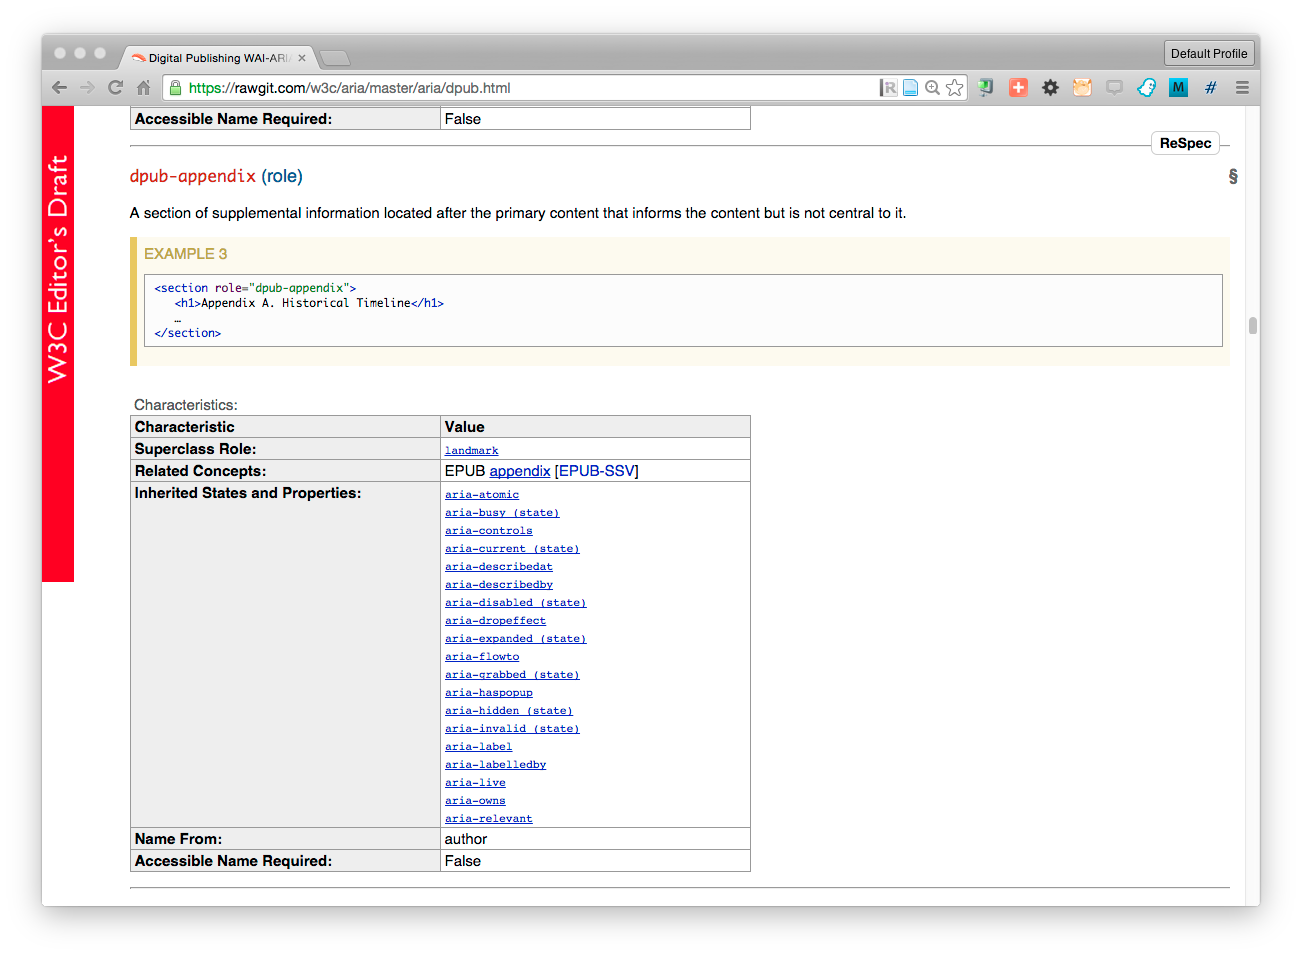 Digital Publishing WAI-ARI
Default Profile
https://rawgit.com/w3c/aria/master/aria/dpub.html
R
M
#
W3C Editor's Draft
Accessible Name Required: False
ReSpec
dpub-appendix (role) §
A section of supplemental information located after the primary content that informs the content but is not central to it.
EXAMPLE 3
<section role="dpub-appendix">
<h1>Appendix A. Historical Timeline</h1>
…
</section>
Characteristics:
Characteristic Value
Superclass Role: landmark
Related Concepts: EPUB appendix [EPUB-SSV]
Inherited States and Properties: aria-atomic
aria-busy (state)
aria-controls
aria-current (state)
aria-describedat
aria-describedby
aria-disabled (state)
aria-dropeffect
aria-expanded (state)
aria-flowto
aria-grabbed (state)
aria-haspopup
aria-hidden (state)
aria-invalid (state)
aria-label
aria-labelledby
aria-live
aria-owns
aria-relevant
Name From: author
Accessible Name Required: False